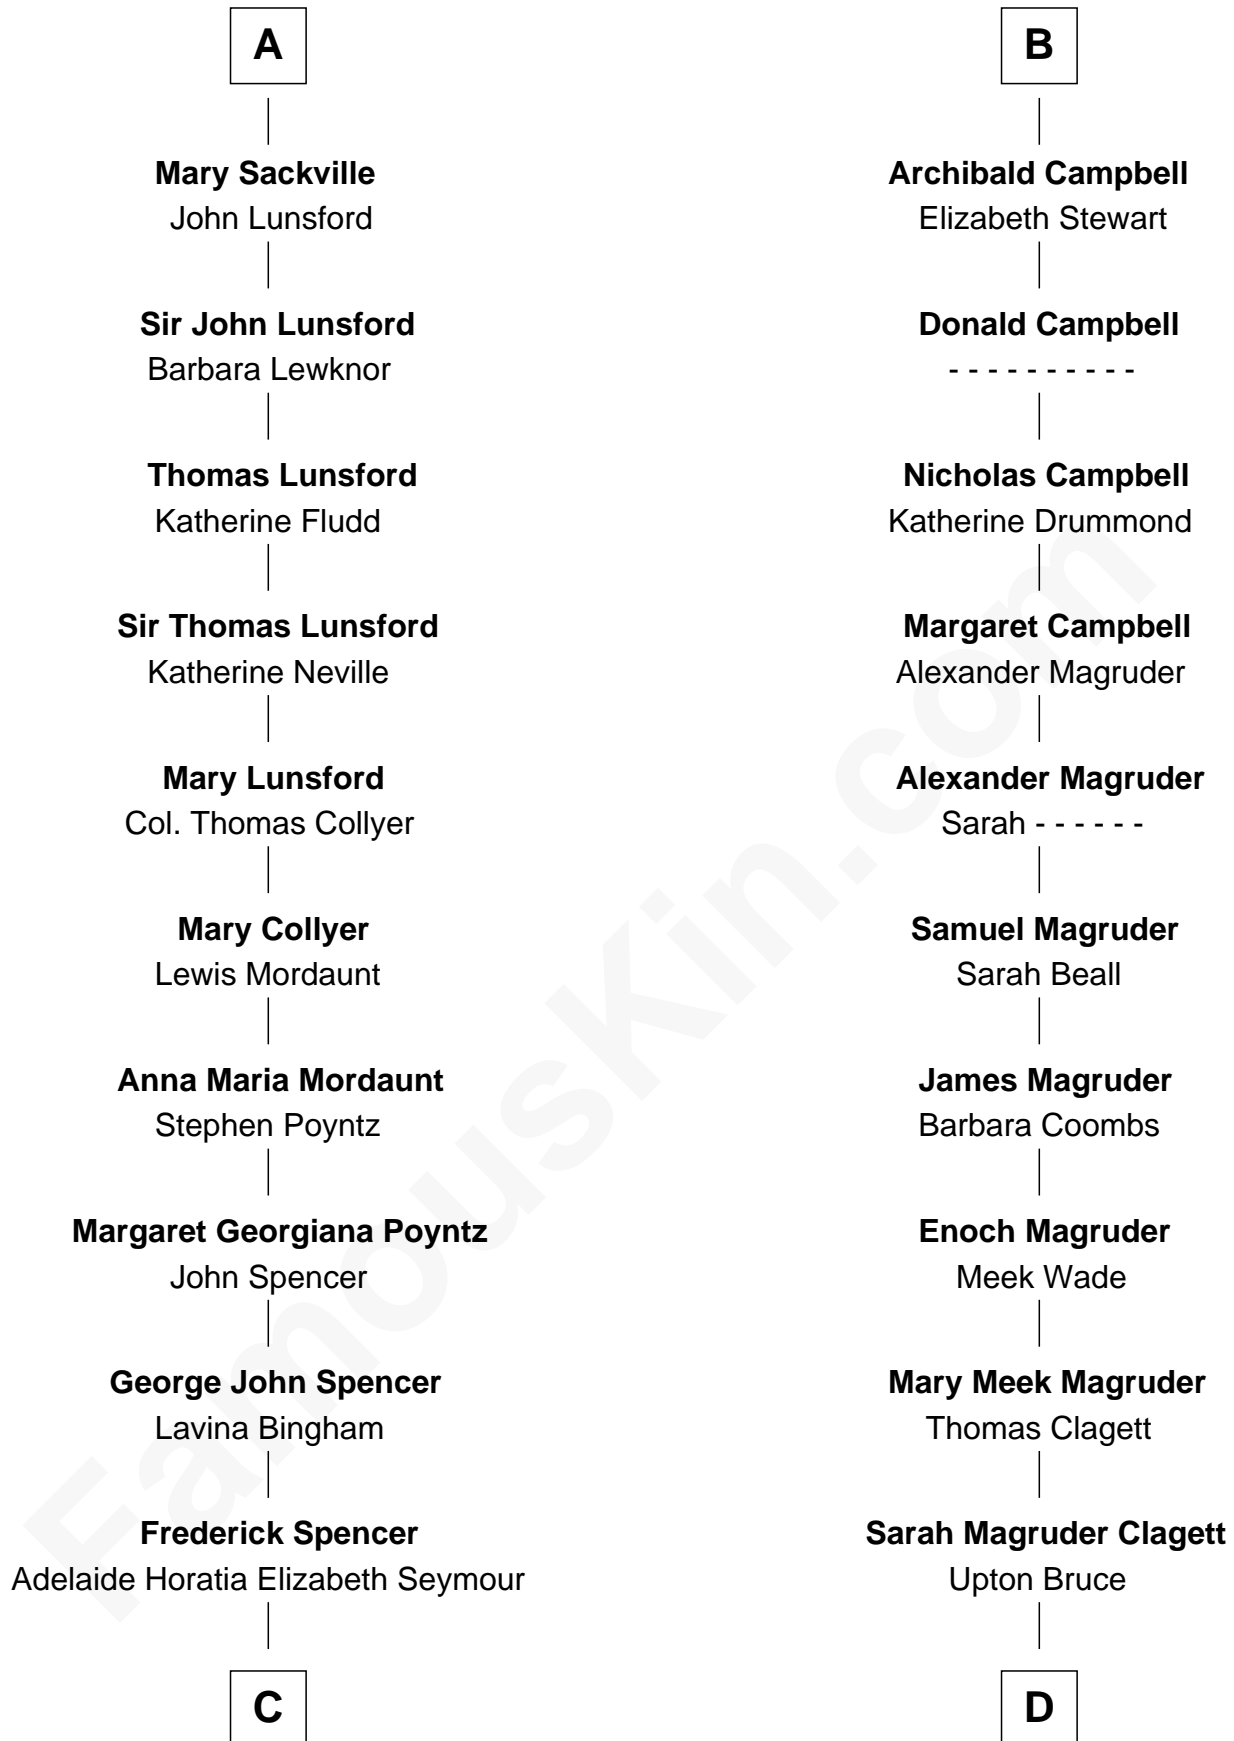 A
Mary Sackville
John Lunsford
Sir John Lunsford
Barbara Lewknor
Thomas Lunsford
Katherine Fludd
Sir Thomas Lunsford
Katherine Neville
Mary Lunsford
Col. Thomas Collyer
Mary Collyer
Lewis Mordaunt
Anna Maria Mordaunt
Stephen Poyntz
Margaret Georgiana Poyntz
John Spencer
George John Spencer
Lavina Bingham
Frederick Spencer
Adelaide Horatia Elizabeth Seymour
C
B
Archibald Campbell
Elizabeth Stewart
Donald Campbell
- - - - - - - - - -
Nicholas Campbell
Katherine Drummond
Margaret Campbell
Alexander Magruder
Alexander Magruder
Sarah - - - - - -
Samuel Magruder
Sarah Beall
James Magruder
Barbara Coombs
Enoch Magruder
Meek Wade
Mary Meek Magruder
Thomas Clagett
Sarah Magruder Clagett
Upton Bruce
D
FamousKin.com